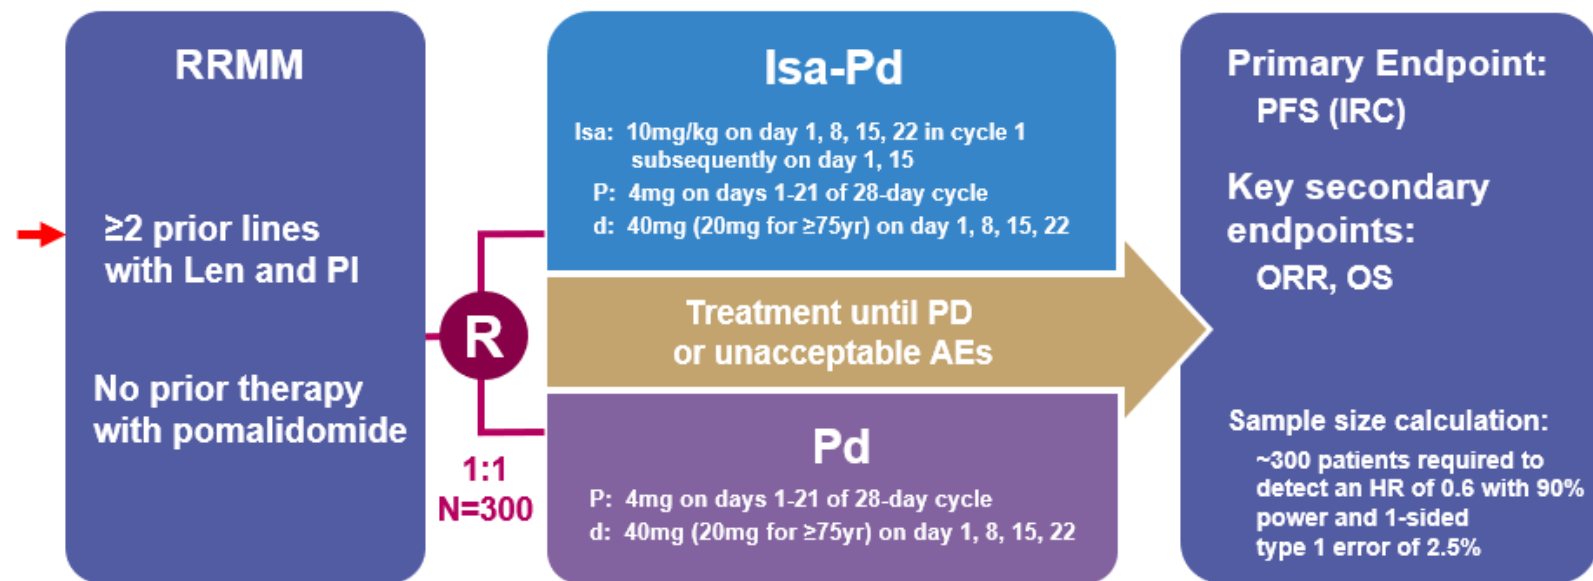 RRMM
≥2 prior lines
with Len and PI
No prior therapy
with pomalidomide
R
1:1
N=300
Isa-Pd
Isa: 10mg/kg on day 1, 8, 15, 22 in cycle 1
subsequently on day 1, 15
P: 4mg on days 1-21 of 28-day cycle
d: 40mg (20mg for ≥75yr) on day 1, 8, 15, 22
Treatment until PD
or unacceptable AEs
Pd
P: 4mg on days 1-21 of 28-day cycle
d: 40mg (20mg for ≥75yr) on day 1, 8, 15, 22
Primary Endpoint:
PFS (IRC)
Key secondary
endpoints:
ORR, OS
Sample size calculation:
~300 patients required to
detect an HR of 0.6 with 90%
power and 1-sided
type 1 error of 2.5%